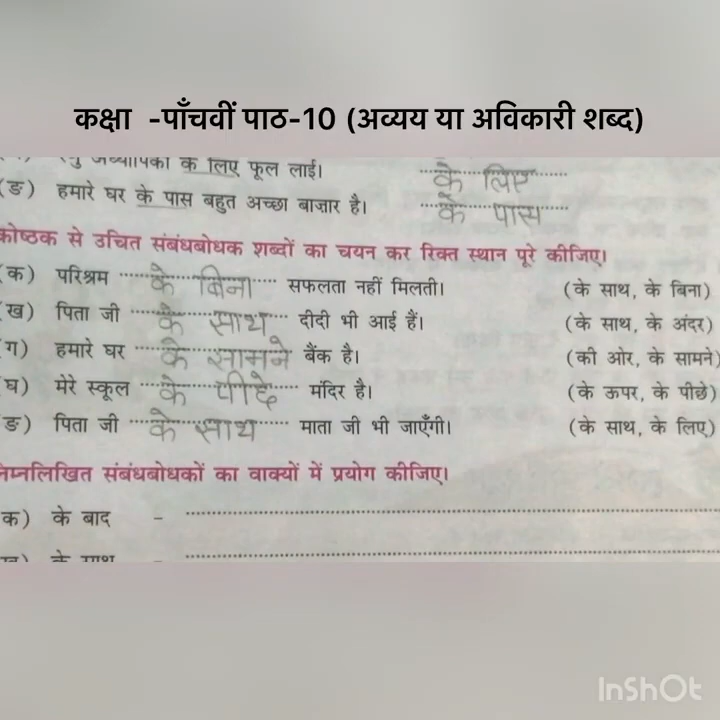 कक्षा -पाँचवीं पाठ-10 (अव्यय या अविकारी शब्द)
के लिए फूल लाई। के लिए
(ङ) हमारे घर के पास बहुत अच्छा बाजार है। के पास
कोष्ठक से उचित संबंधबोधक शब्दों का चयन कर रिक्त स्थान पूरे कीजिए।
(क) परिश्रम के बिना सफलता नहीं मिलती। (के साथ, के बिना)
(ख) पिता जी के साथ दीदी भी आई हैं। (के साथ, के अंदर)
(ग) हमारे घर के सामने बैंक है। (की ओर, के सामने)
(घ) मेरे स्कूल के पीदे मंदिर है। (के ऊपर, के पीछे)
(ङ) पिता जी के साथ माता जी भी जाएँगी। (के साथ, के लिए)
निम्नलिखित संबंधबोधकों का वाक्यों में प्रयोग कीजिए।
(क) के बाद -
InShOt